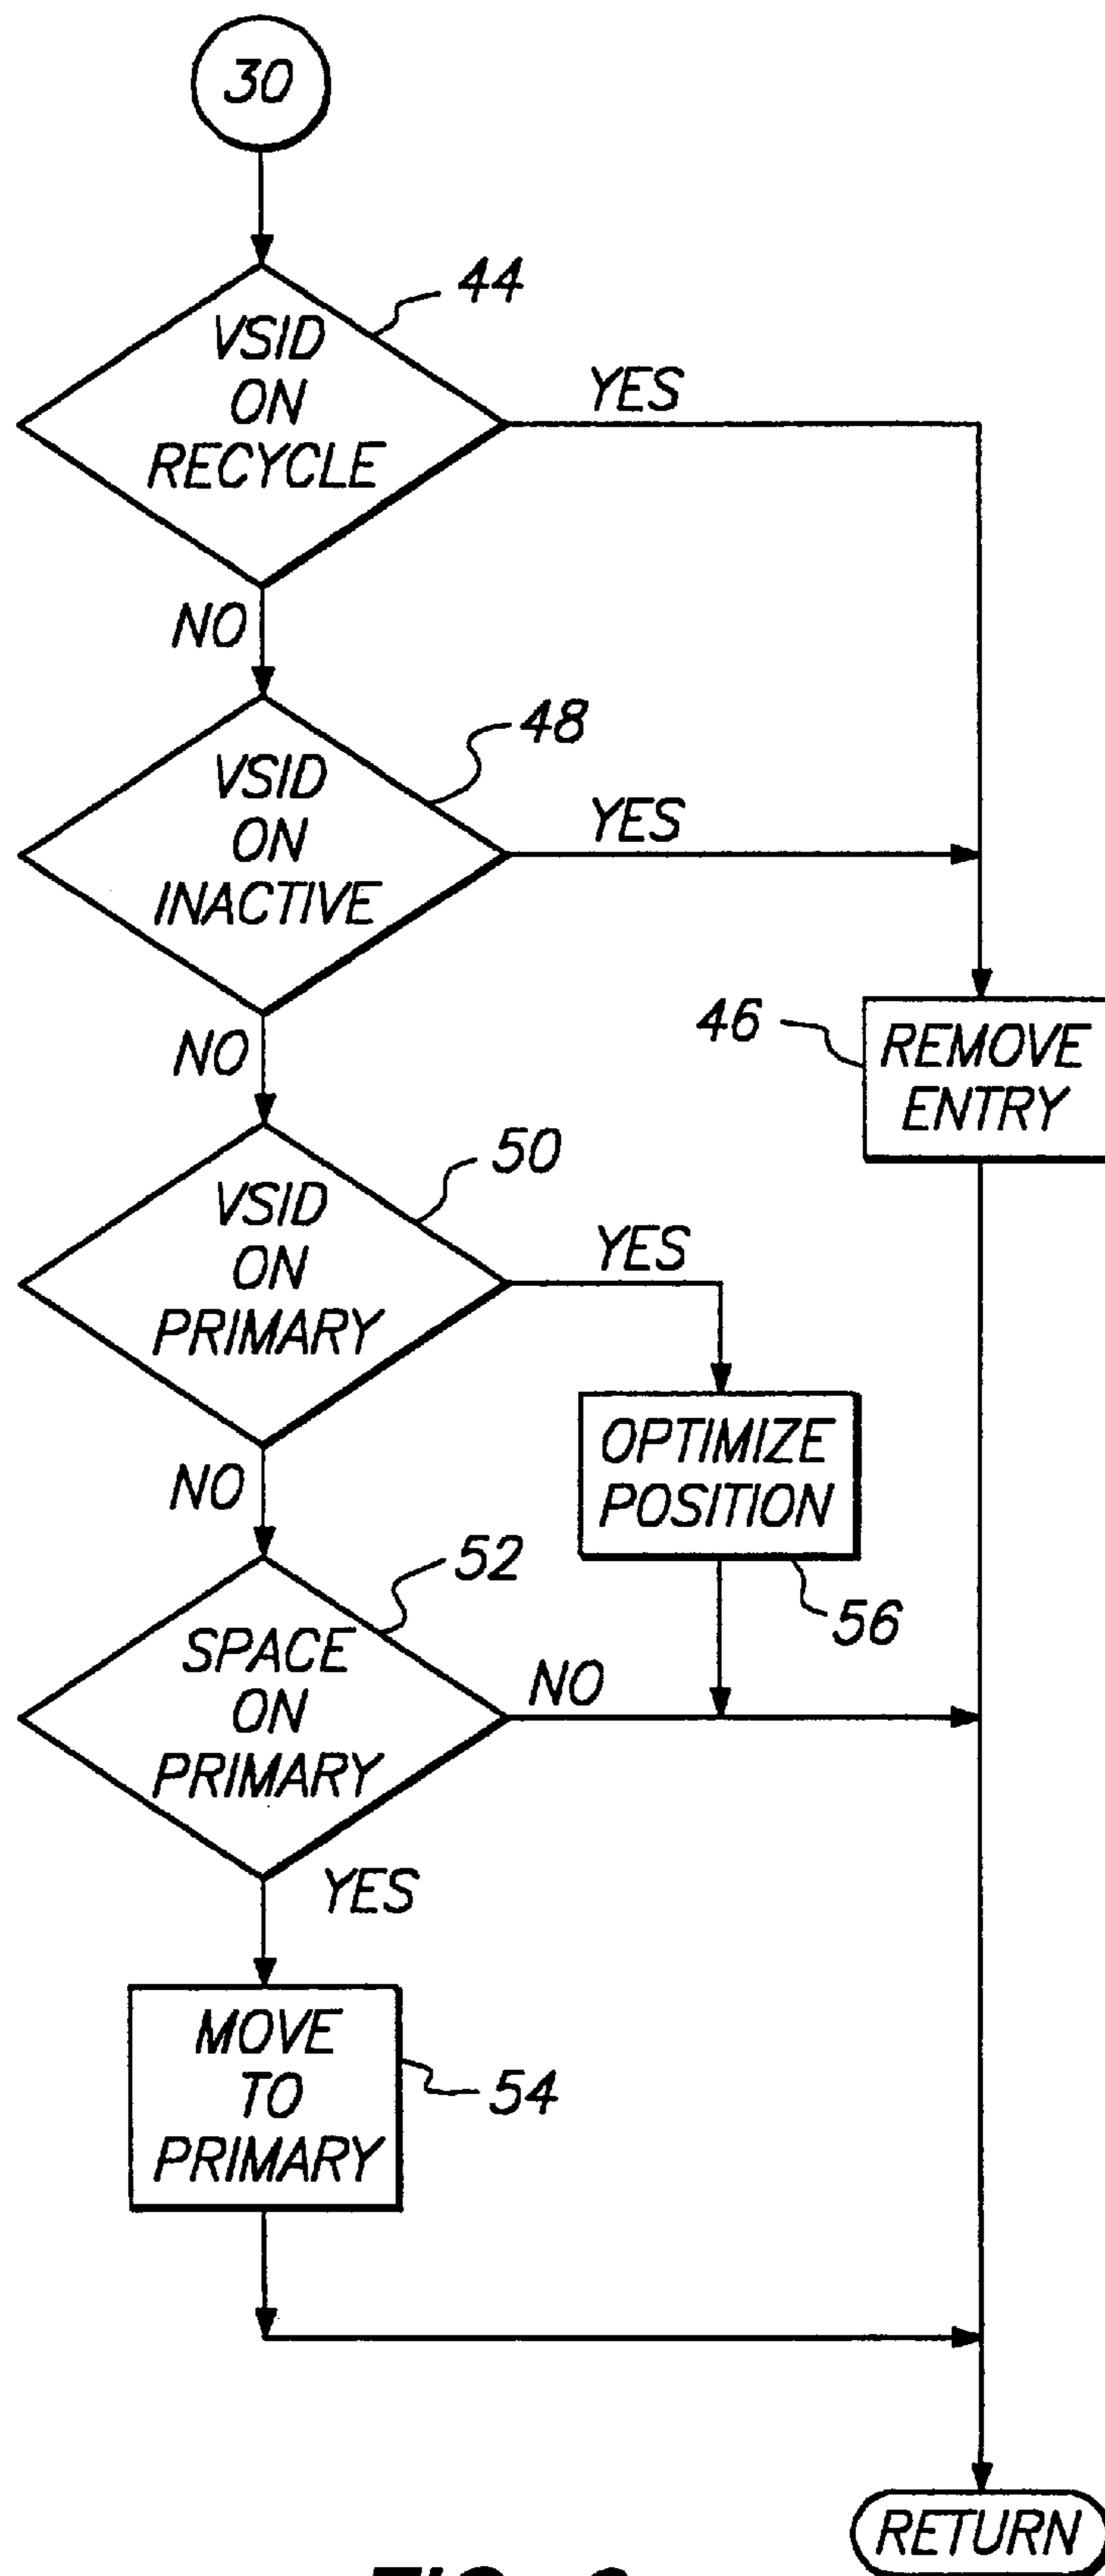 30
44
VSID
ON
RECYCLE
YES
NO
48
VSID
ON
INACTIVE
YES
46
REMOVE
ENTRY
NO
50
VSID
ON
PRIMARY
YES
OPTIMIZE
POSITION
56
NO
52
SPACE
ON
PRIMARY
NO
YES
MOVE
TO
PRIMARY
54
RETURN
FIG.